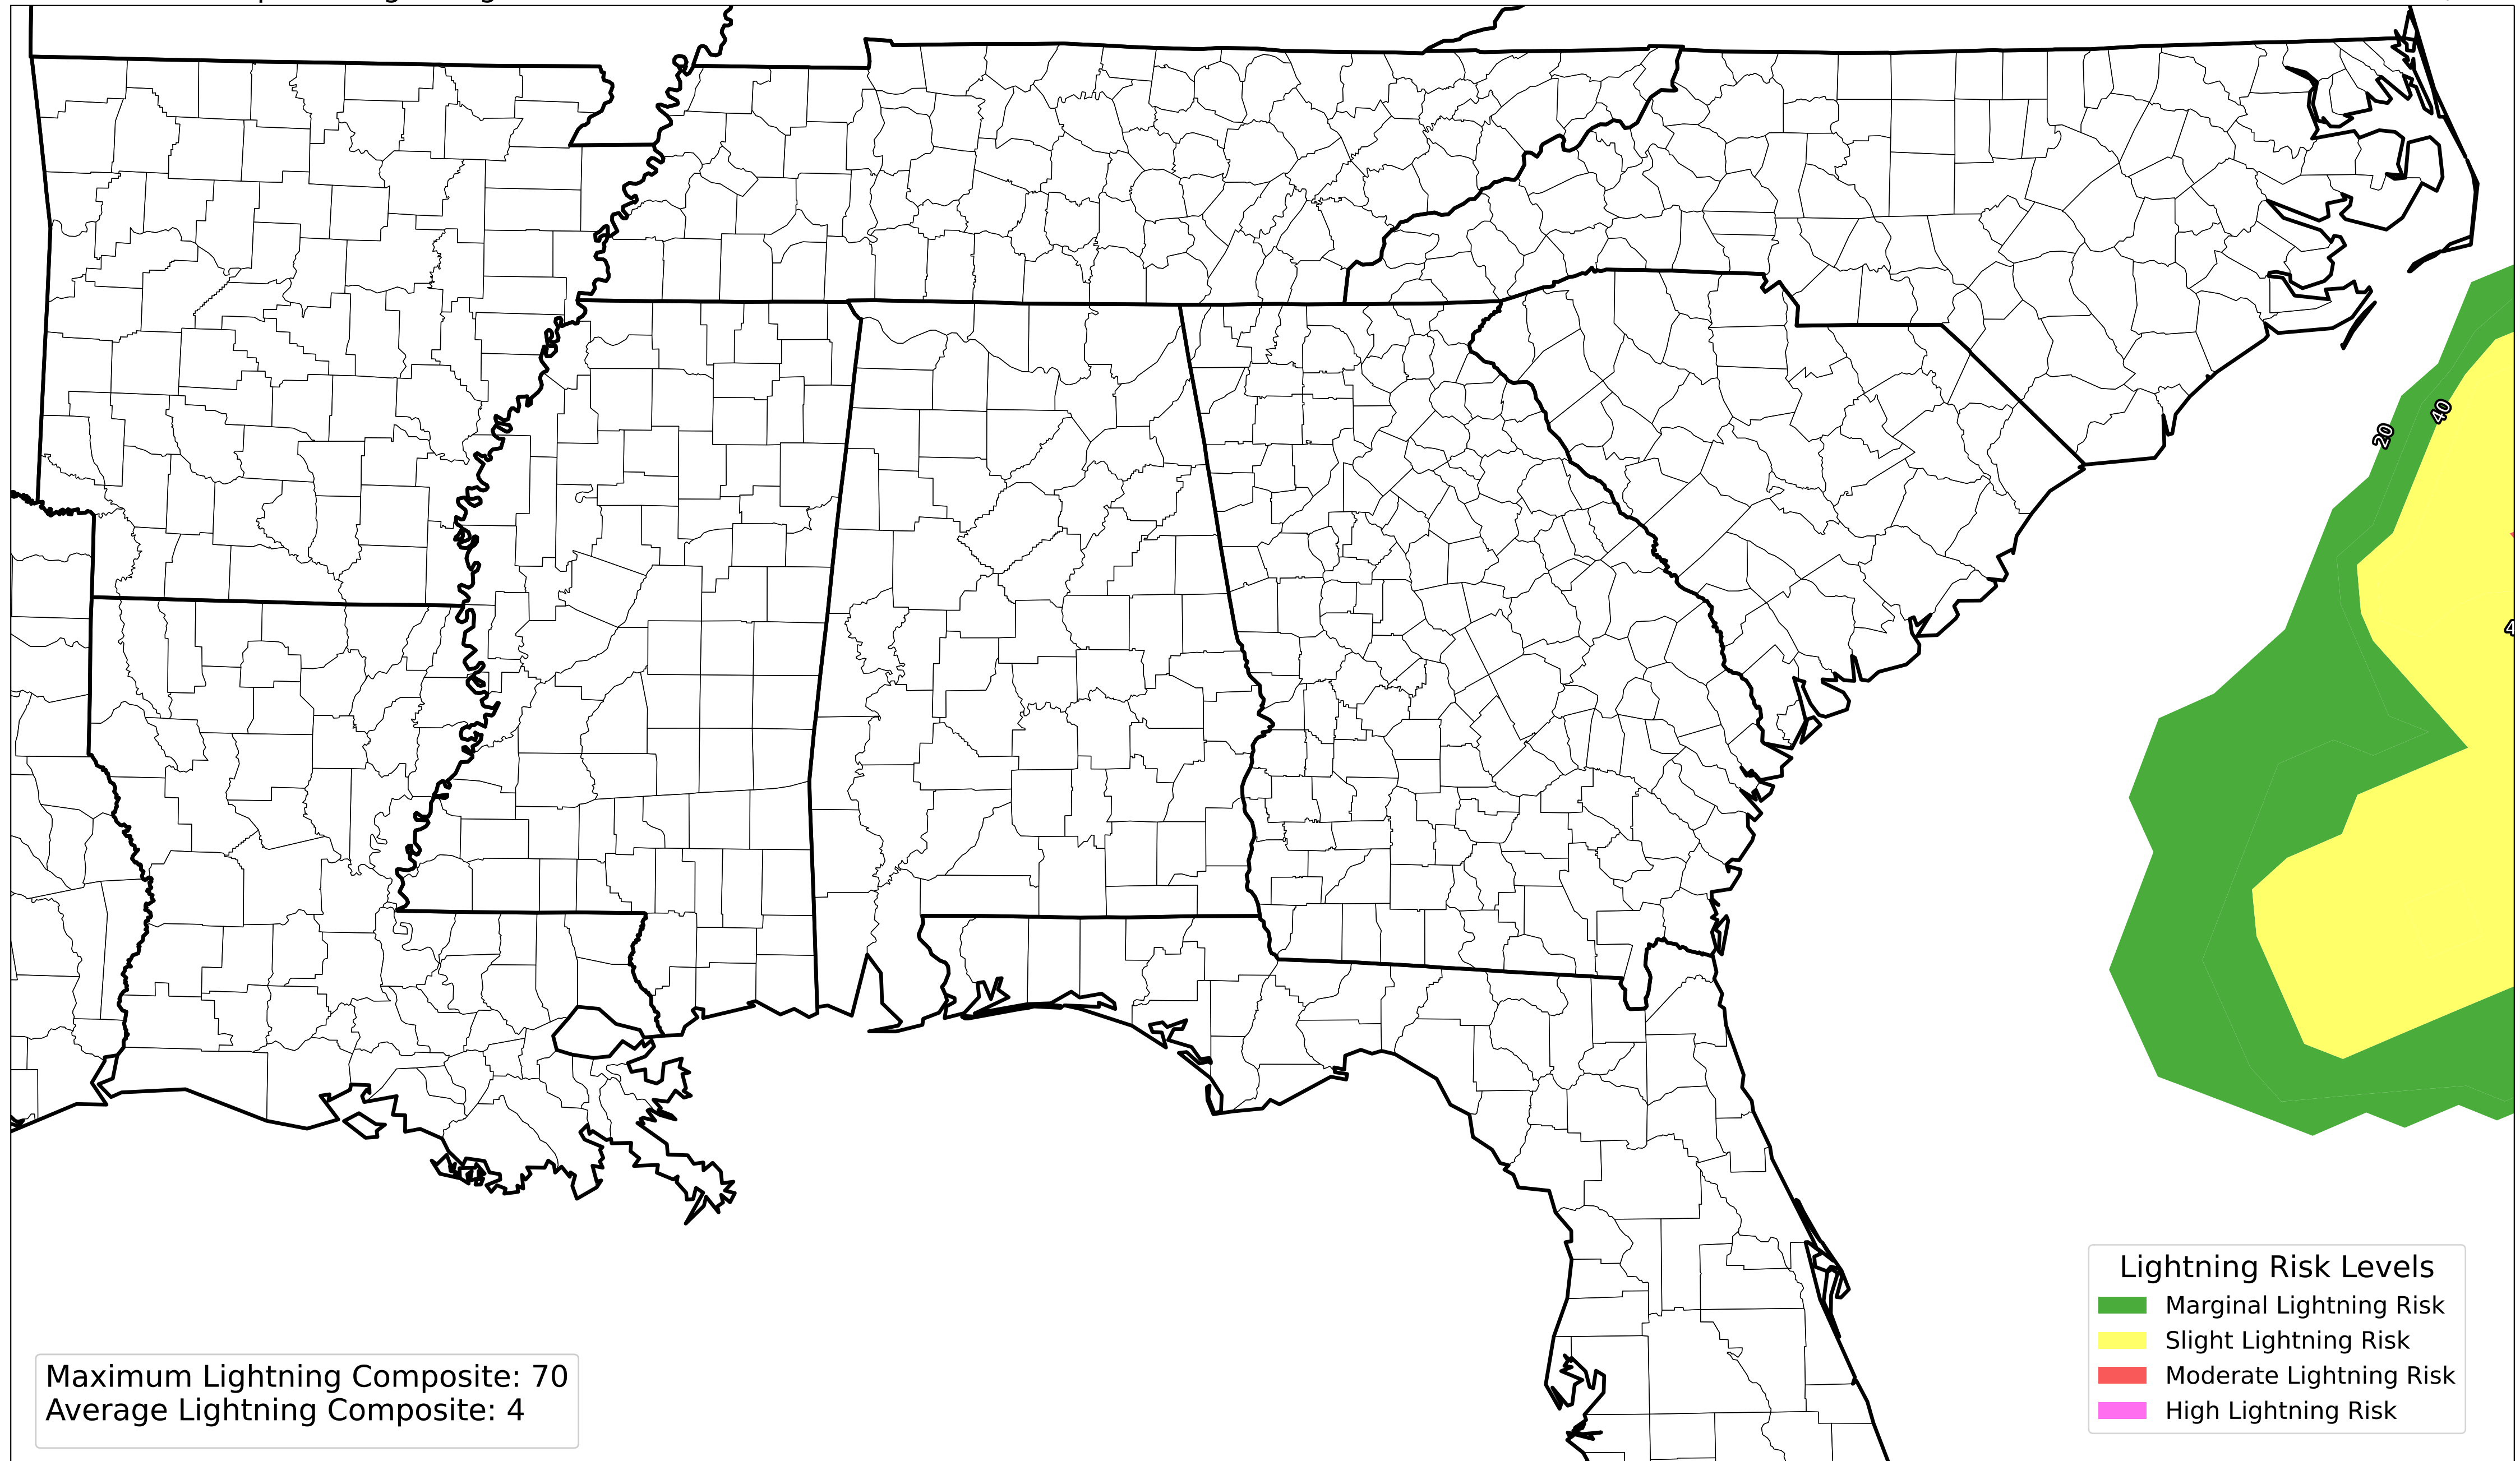 20
40
4
Lightning Risk Levels
Marginal Lightning Risk
Slight Lightning Risk
Moderate Lightning Risk
High Lightning Risk
Maximum Lightning Composite: 70
Average Lightning Composite: 4